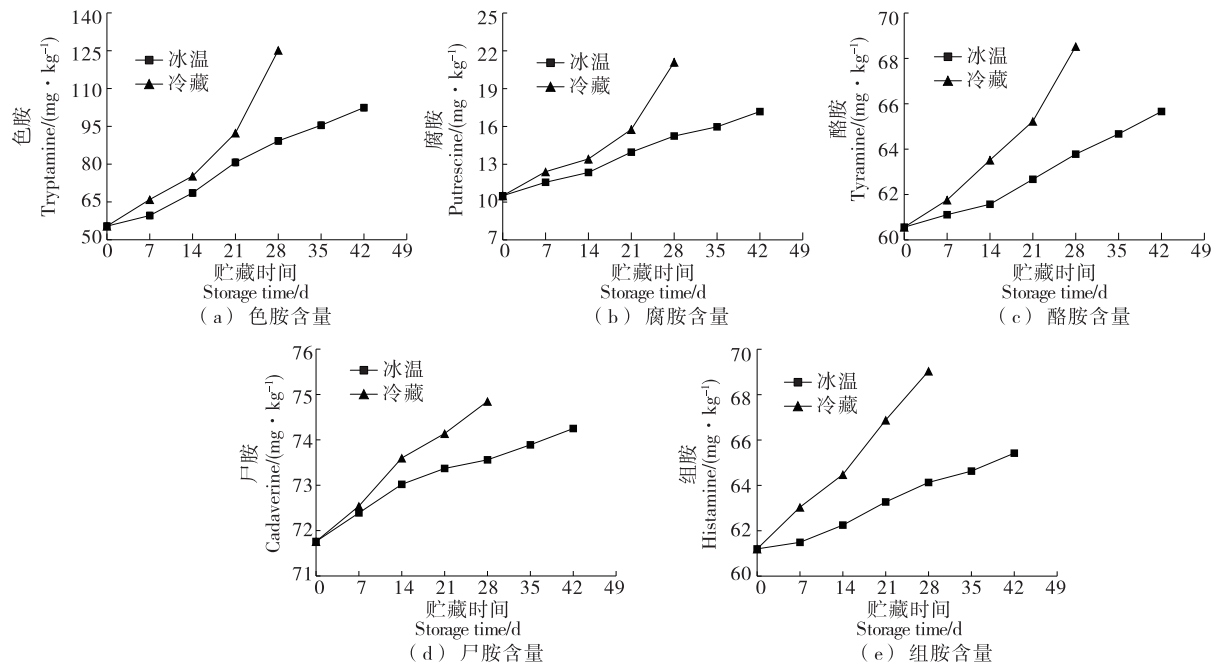 140
125
110
95
80
65
50
色胺
Tryptamine/(mg·kg⁻¹)
冰温
冷藏
0 7 14 21 28 35 42 49
贮藏时间
Storage time/d
(a) 色胺含量
25
22
19
16
13
10
7
腐胺
Putrescine/(mg·kg⁻¹)
冰温
冷藏
0 7 14 21 28 35 42 49
贮藏时间
Storage time/d
(b) 腐胺含量
70
68
66
64
62
60
酪胺
Tyramine/(mg·kg⁻¹)
冰温
冷藏
0 7 14 21 28 35 42 49
贮藏时间
Storage time/d
(c) 酪胺含量
76
75
74
73
72
71
尸胺
Cadaverine/(mg·kg⁻¹)
冰温
冷藏
0 7 14 21 28 35 42 49
贮藏时间
Storage time/d
(d) 尸胺含量
70
68
66
64
62
60
组胺
Histamine/(mg·kg⁻¹)
冰温
冷藏
0 7 14 21 28 35 42 49
贮藏时间
Storage time/d
(e) 组胺含量